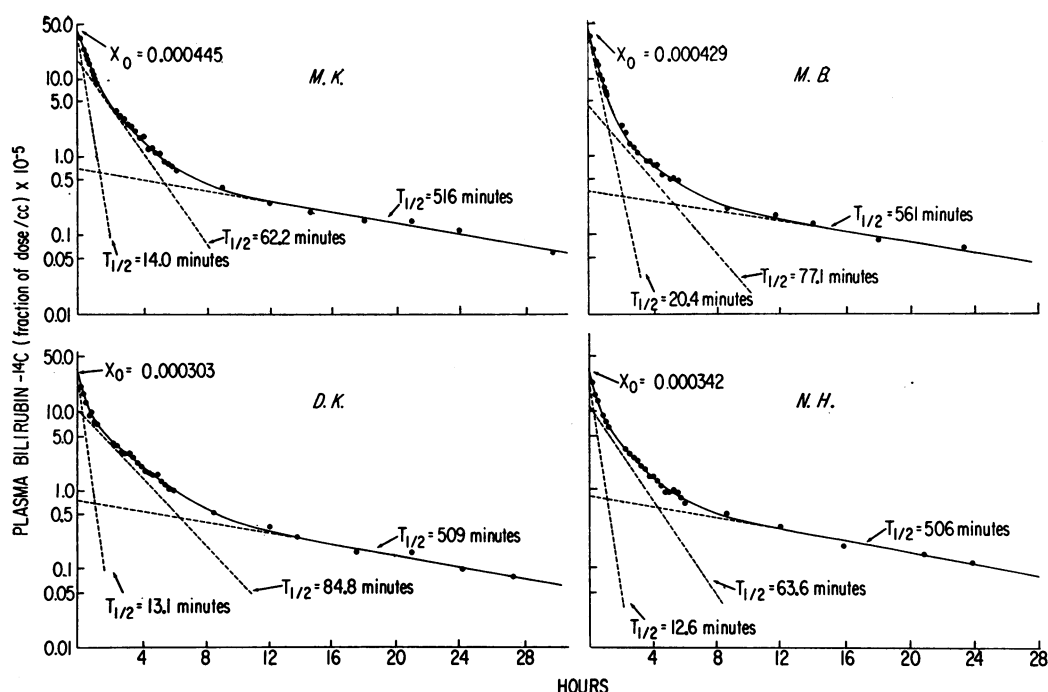 PLASMA BILIRUBIN -14C (fraction of dose/cc) x 10-5
50.0
10.0
5.0
1.0
0.5
0.1
0.05
0.01
X0 = 0.000445
M. K.
T1/2 = 516 minutes
T1/2 = 62.2 minutes
T1/2 = 14.0 minutes
X0 = 0.000429
M. B.
T1/2 = 561 minutes
T1/2 = 77.1 minutes
T1/2 = 20.4 minutes
50.0
10.0
5.0
1.0
0.5
0.1
0.05
0.01
X0 = 0.000303
D. K.
T1/2 = 509 minutes
T1/2 = 84.8 minutes
T1/2 = 13.1 minutes
4 8 12 16 20 24 28
X0 = 0.000342
N. H.
T1/2 = 506 minutes
T1/2 = 63.6 minutes
T1/2 = 12.6 minutes
4 8 12 16 20 24 28
HOURS